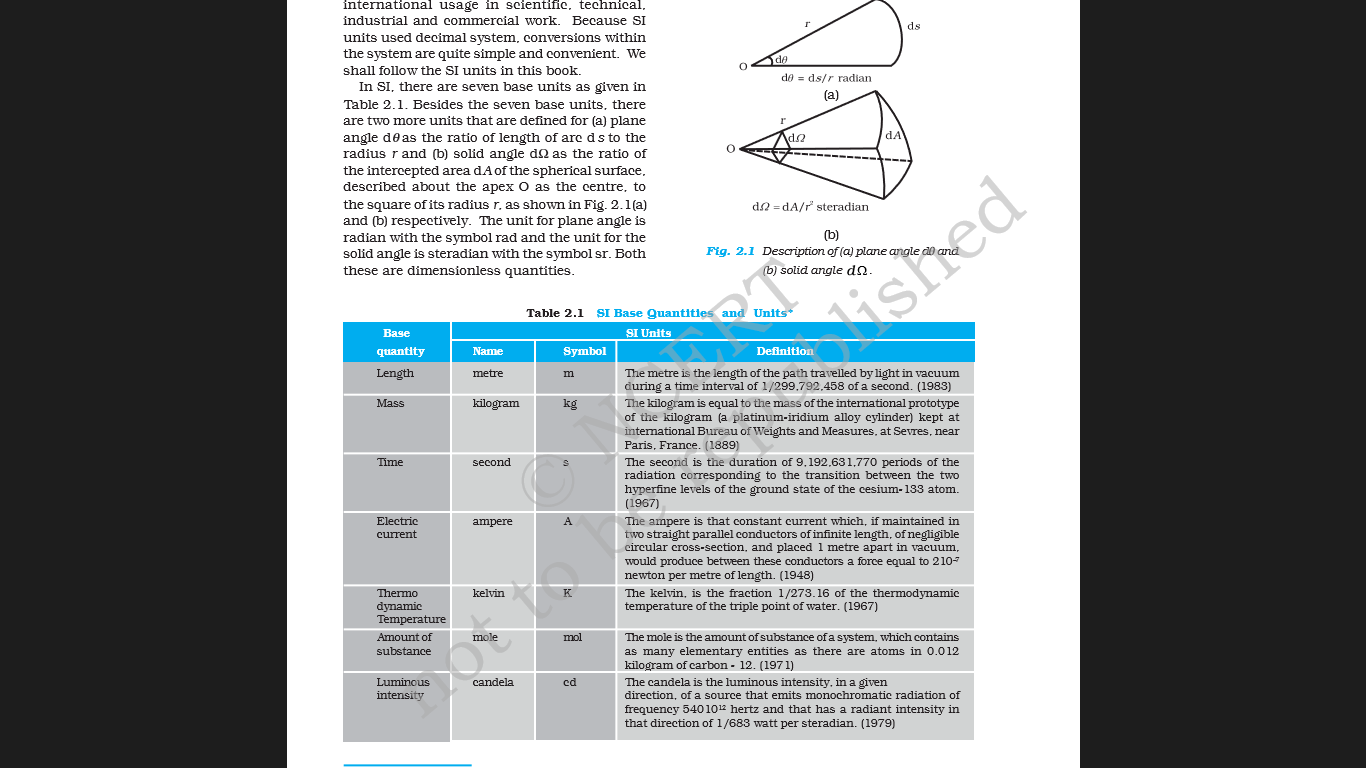 international usage in scientific, technical,
industrial and commercial work. Because SI
units used decimal system, conversions within
the system are quite simple and convenient. We
shall follow the SI units in this book.
In SI, there are seven base units as given in
Table 2.1. Besides the seven base units, there
are two more units that are defined for (a) plane
angle dθ as the ratio of length of arc ds to the
radius r and (b) solid angle dΩ as the ratio of
the intercepted area dA of the spherical surface,
described about the apex O as the centre, to
the square of its radius r, as shown in Fig. 2.1(a)
and (b) respectively. The unit for plane angle is
radian with the symbol rad and the unit for the
solid angle is steradian with the symbol sr. Both
these are dimensionless quantities.
r
ds
O
dθ
dθ = ds/r radian
(a)
r
dΩ
dA
O
dΩ = dA/r² steradian
(b)
Fig. 2.1 Description of (a) plane angle dθ and
(b) solid angle dΩ.
Table 2.1 SI Base Quantities and Units*
Base quantity
SI Units
Name Symbol Definition
Length metre m The metre is the length of the path travelled by light in vacuum
during a time interval of 1/299,792,458 of a second. (1983)
Mass kilogram kg The kilogram is equal to the mass of the international prototype
of the kilogram (a platinum-iridium alloy cylinder) kept at
international Bureau of Weights and Measures, at Sevres, near
Paris, France. (1889)
Time second s The second is the duration of 9,192,631,770 periods of the
radiation corresponding to the transition between the two
hyperfine levels of the ground state of the cesium-133 atom.
(1967)
Electric ampere A The ampere is that constant current which, if maintained in
current two straight parallel conductors of infinite length, of negligible
circular cross-section, and placed 1 metre apart in vacuum,
would produce between these conductors a force equal to 210⁻⁷
newton per metre of length. (1948)
Thermo kelvin K The kelvin, is the fraction 1/273.16 of the thermodynamic
dynamic temperature of the triple point of water. (1967)
Temperature
Amount of mole mol The mole is the amount of substance of a system, which contains
substance as many elementary entities as there are atoms in 0.012
kilogram of carbon - 12. (1971)
Luminous candela cd The candela is the luminous intensity, in a given
intensity direction, of a source that emits monochromatic radiation of
frequency 54010¹² hertz and that has a radiant intensity in
that direction of 1/683 watt per steradian. (1979)
© NCERT
not to be republished